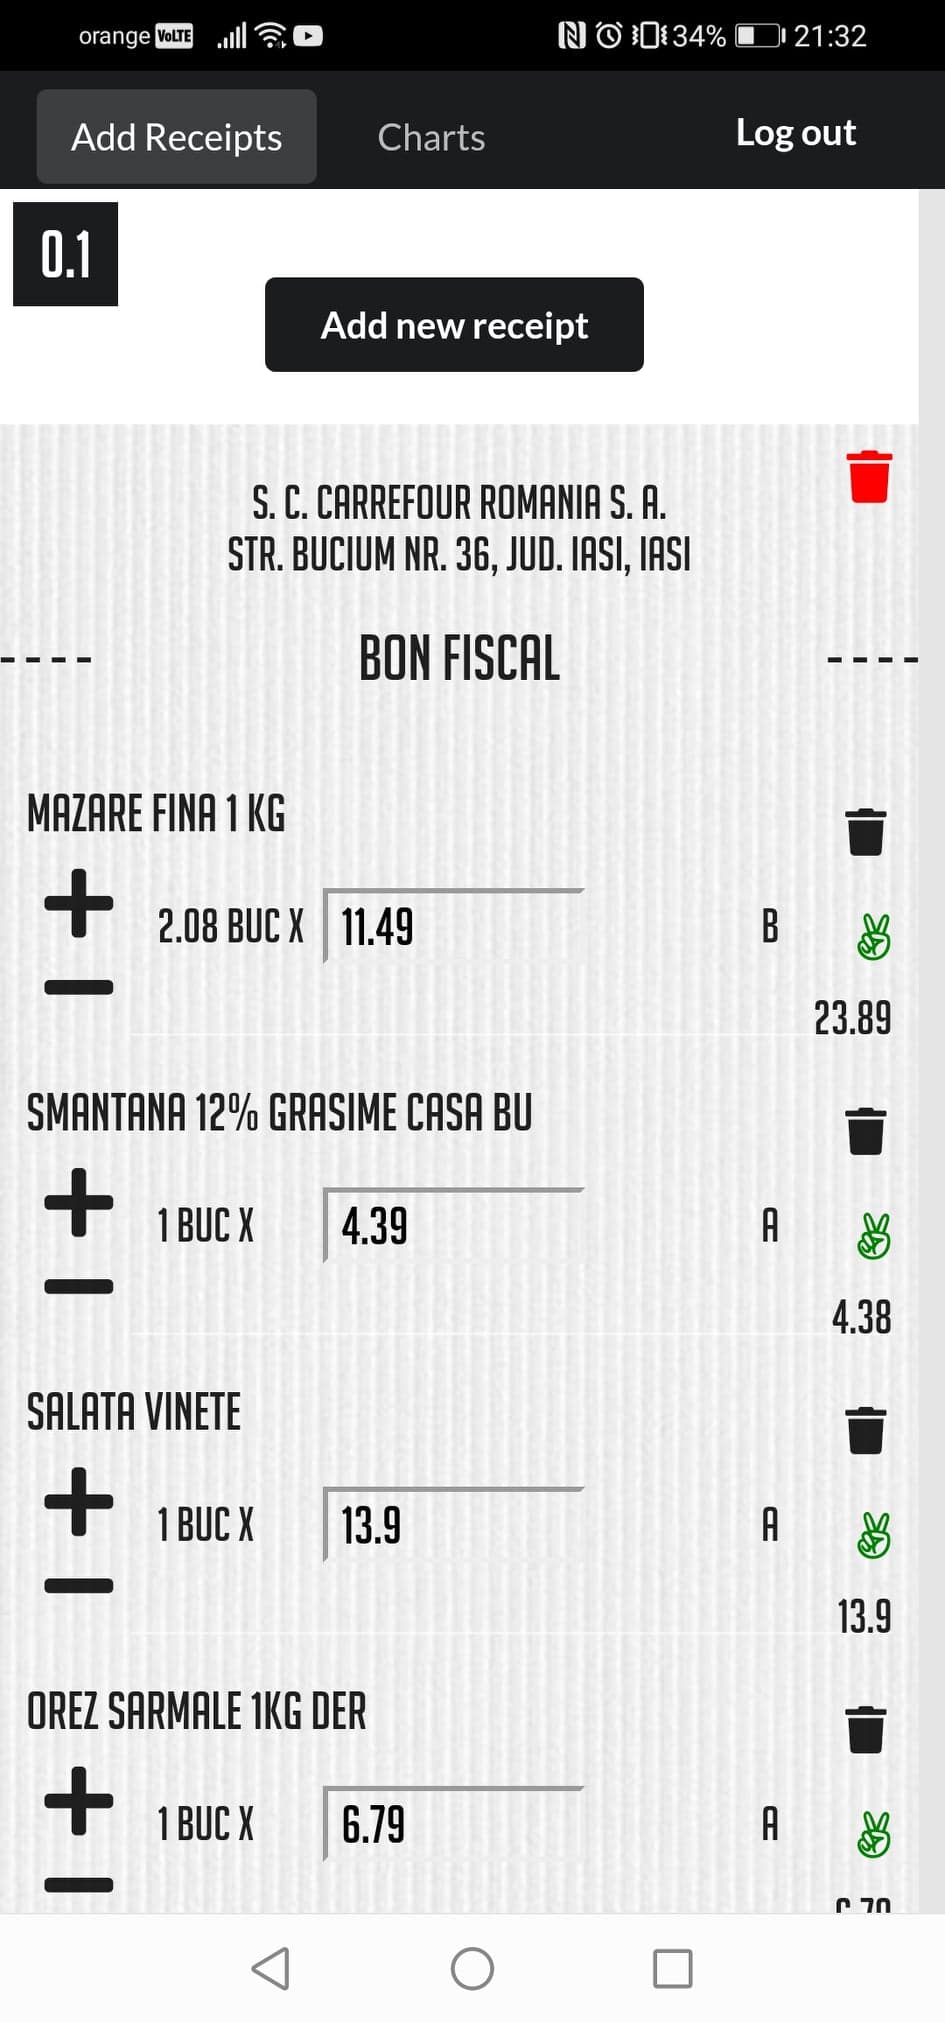 orange VoLTE 34% 21:32
Add Receipts Charts Log out
0.1
Add new receipt
S. C. CARREFOUR ROMANIA S. A.
STR. BUCIUM NR. 36, JUD. IASI, IASI
---- BON FISCAL ----
MAZARE FINA 1 KG
2.08 BUC X 11.49 B
23.89
SMANTANA 12% GRASIME CASA BU
1 BUC X 4.39 A
4.38
SALATA VINETE
1 BUC X 13.9 A
13.9
OREZ SARMALE 1KG DER
1 BUC X 6.79 A